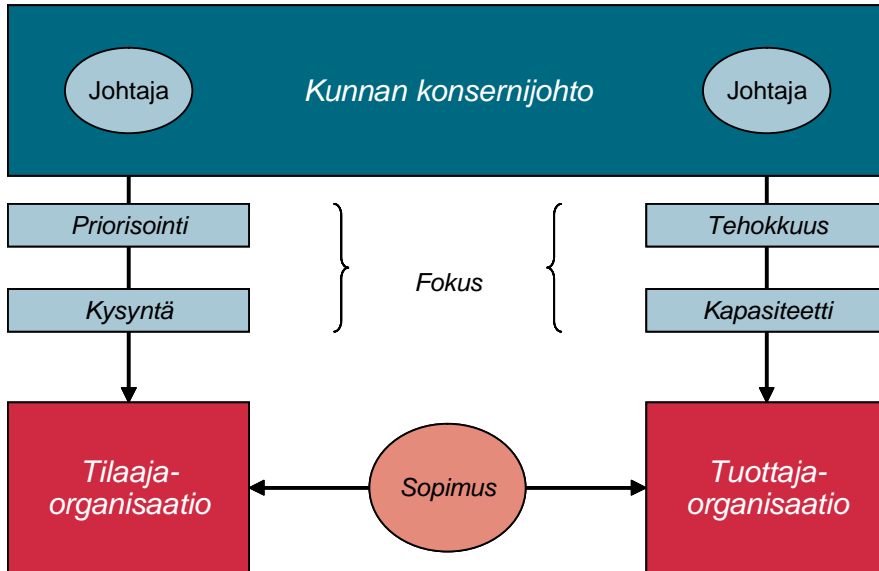 Johtaja
Kunnan konsernijohto
Johtaja
Priorisointi
Tehokkuus
Fokus
Kysyntä
Kapasiteetti
Tilaaja-
organisaatio
Sopimus
Tuottaja-
organisaatio